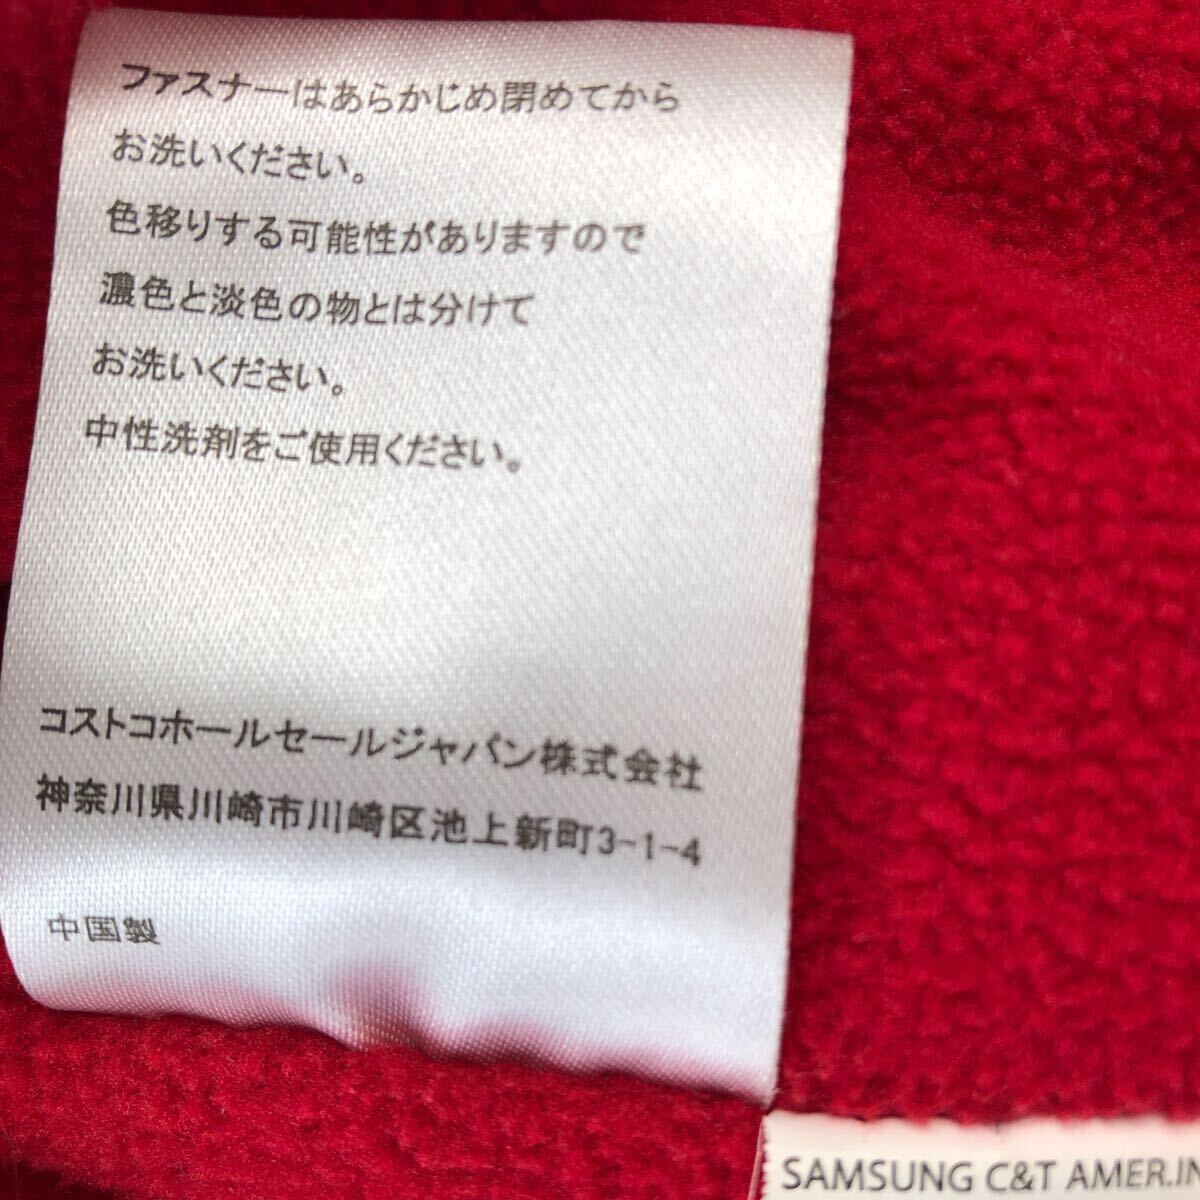 ファスナーはあらかじめ閉めてから
お洗いください。
色移りする可能性がありますので
濃色と淡色の物とは分けて
お洗いください。
中性洗剤をご使用ください。
コストコホールセールジャパン株式会社
神奈川県川崎市川崎区池上新町3-1-4
中国製
SAMSUNG C&T AMER.IN